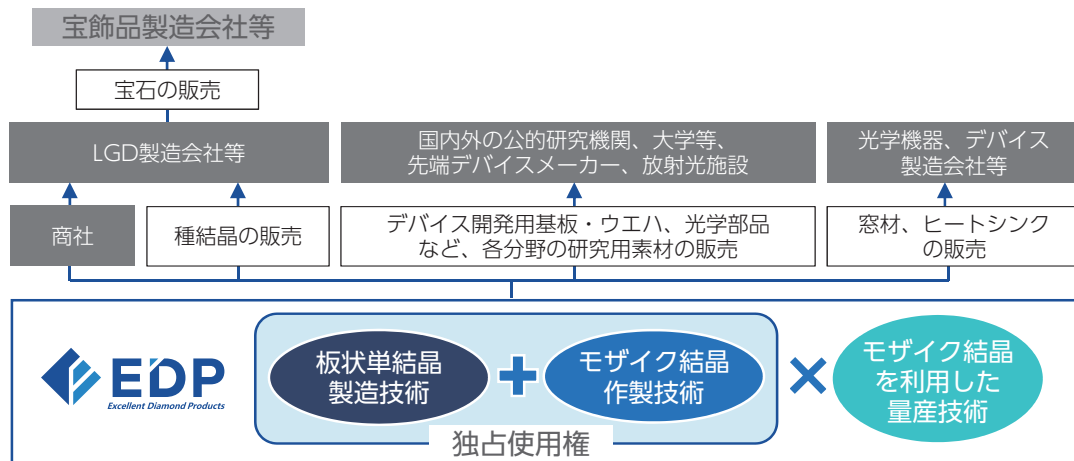 宝飾品製造会社等
宝石の販売
LGD製造会社等
国内外の公的研究機関、大学等、
先端デバイスメーカー、放射光施設
光学機器、デバイス
製造会社等
商社
種結晶の販売
デバイス開発用基板・ウエハ、光学部品
など、各分野の研究用素材の販売
窓材、ヒートシンク
の販売
EDP
Excellent Diamond Products
板状単結晶
製造技術
+
モザイク結晶
作製技術
×
モザイク結晶
を利用した
量産技術
独占使用権